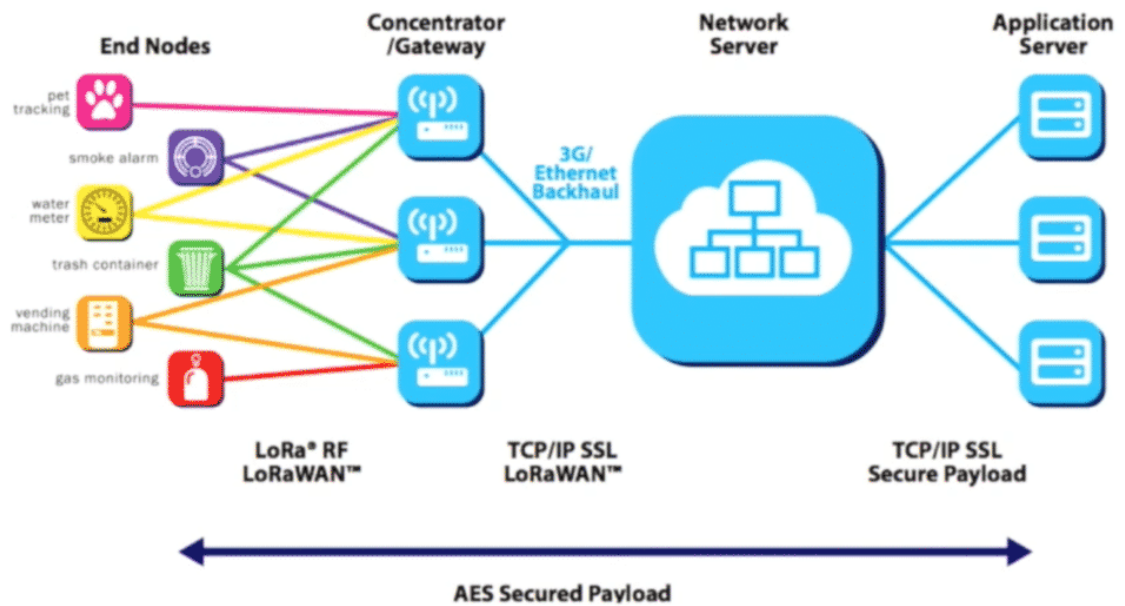 End Nodes
Concentrator
/Gateway
Network
Server
Application
Server
pet
tracking
smoke alarm
water
meter
trash container
vending
machine
gas monitoring
3G/
Ethernet
Backhaul
LoRa® RF
LoRaWAN™
TCP/IP SSL
LoRaWAN™
TCP/IP SSL
Secure Payload
AES Secured Payload